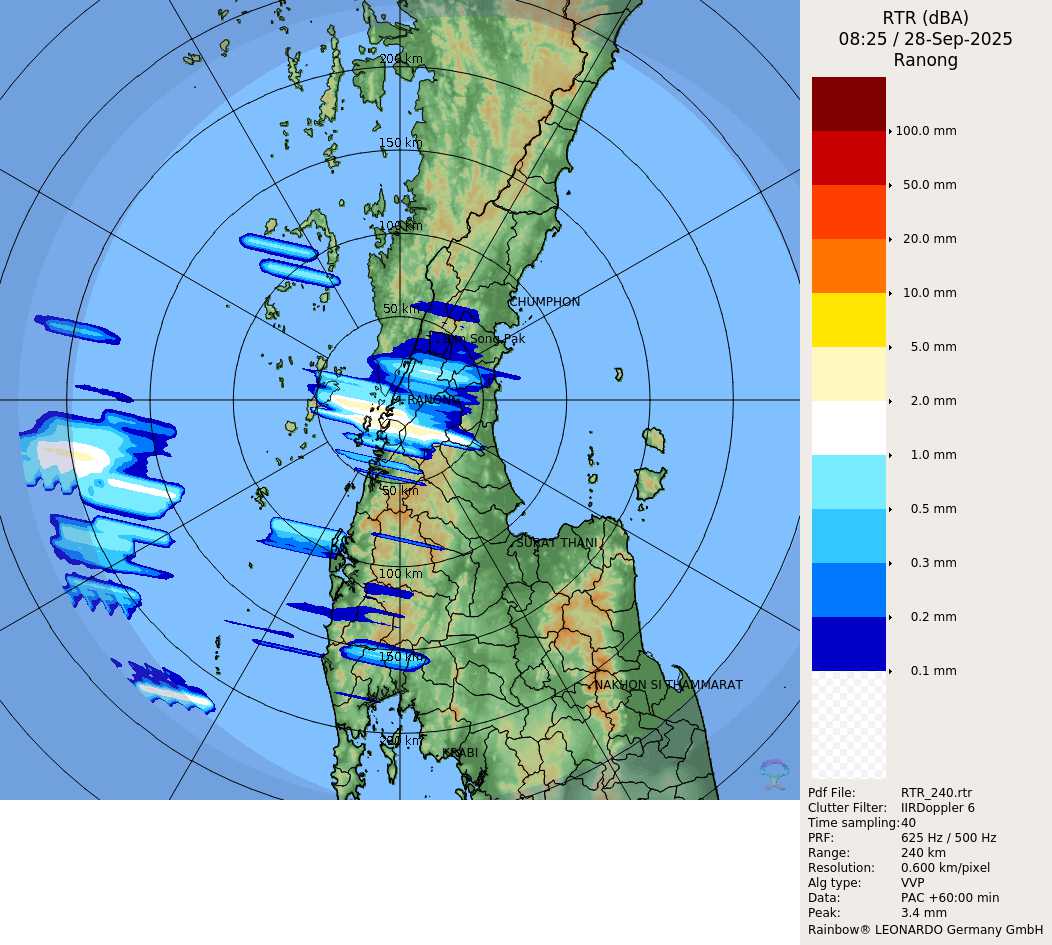 RTR (dBA)
08:25 / 28-Sep-2025
Ranong
100.0 mm
50.0 mm
20.0 mm
10.0 mm
5.0 mm
2.0 mm
1.0 mm
0.5 mm
0.3 mm
0.2 mm
0.1 mm
Pdf File: RTR_240.rtr
Clutter Filter: IIRDoppler 6
Time sampling: 40
PRF: 625 Hz / 500 Hz
Range: 240 km
Resolution: 0.600 km/pixel
Alg type: VVP
Data: PAC +60:00 min
Peak: 3.4 mm
Rainbow® LEONARDO Germany GmbH
200 km
150 km
100 km
50 km
CHUMPHON
Song Pak
RANONG
50 km
SURAT THANI
100 km
150 km
NAKHON SI THAMMARAT
200 km
KRABI